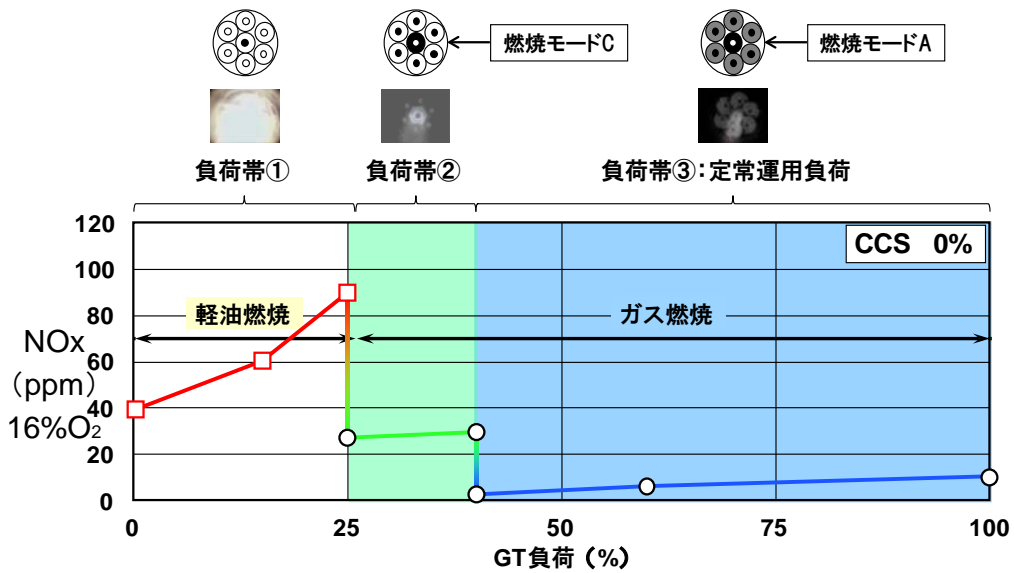 燃焼モードC
燃焼モードA
負荷帯①
負荷帯②
負荷帯③:定常運用負荷
CCS 0%
軽油燃焼
ガス燃焼
NOx
(ppm)
16%O₂
120
100
80
60
40
20
0
0
25
50
75
100
GT負荷(%)